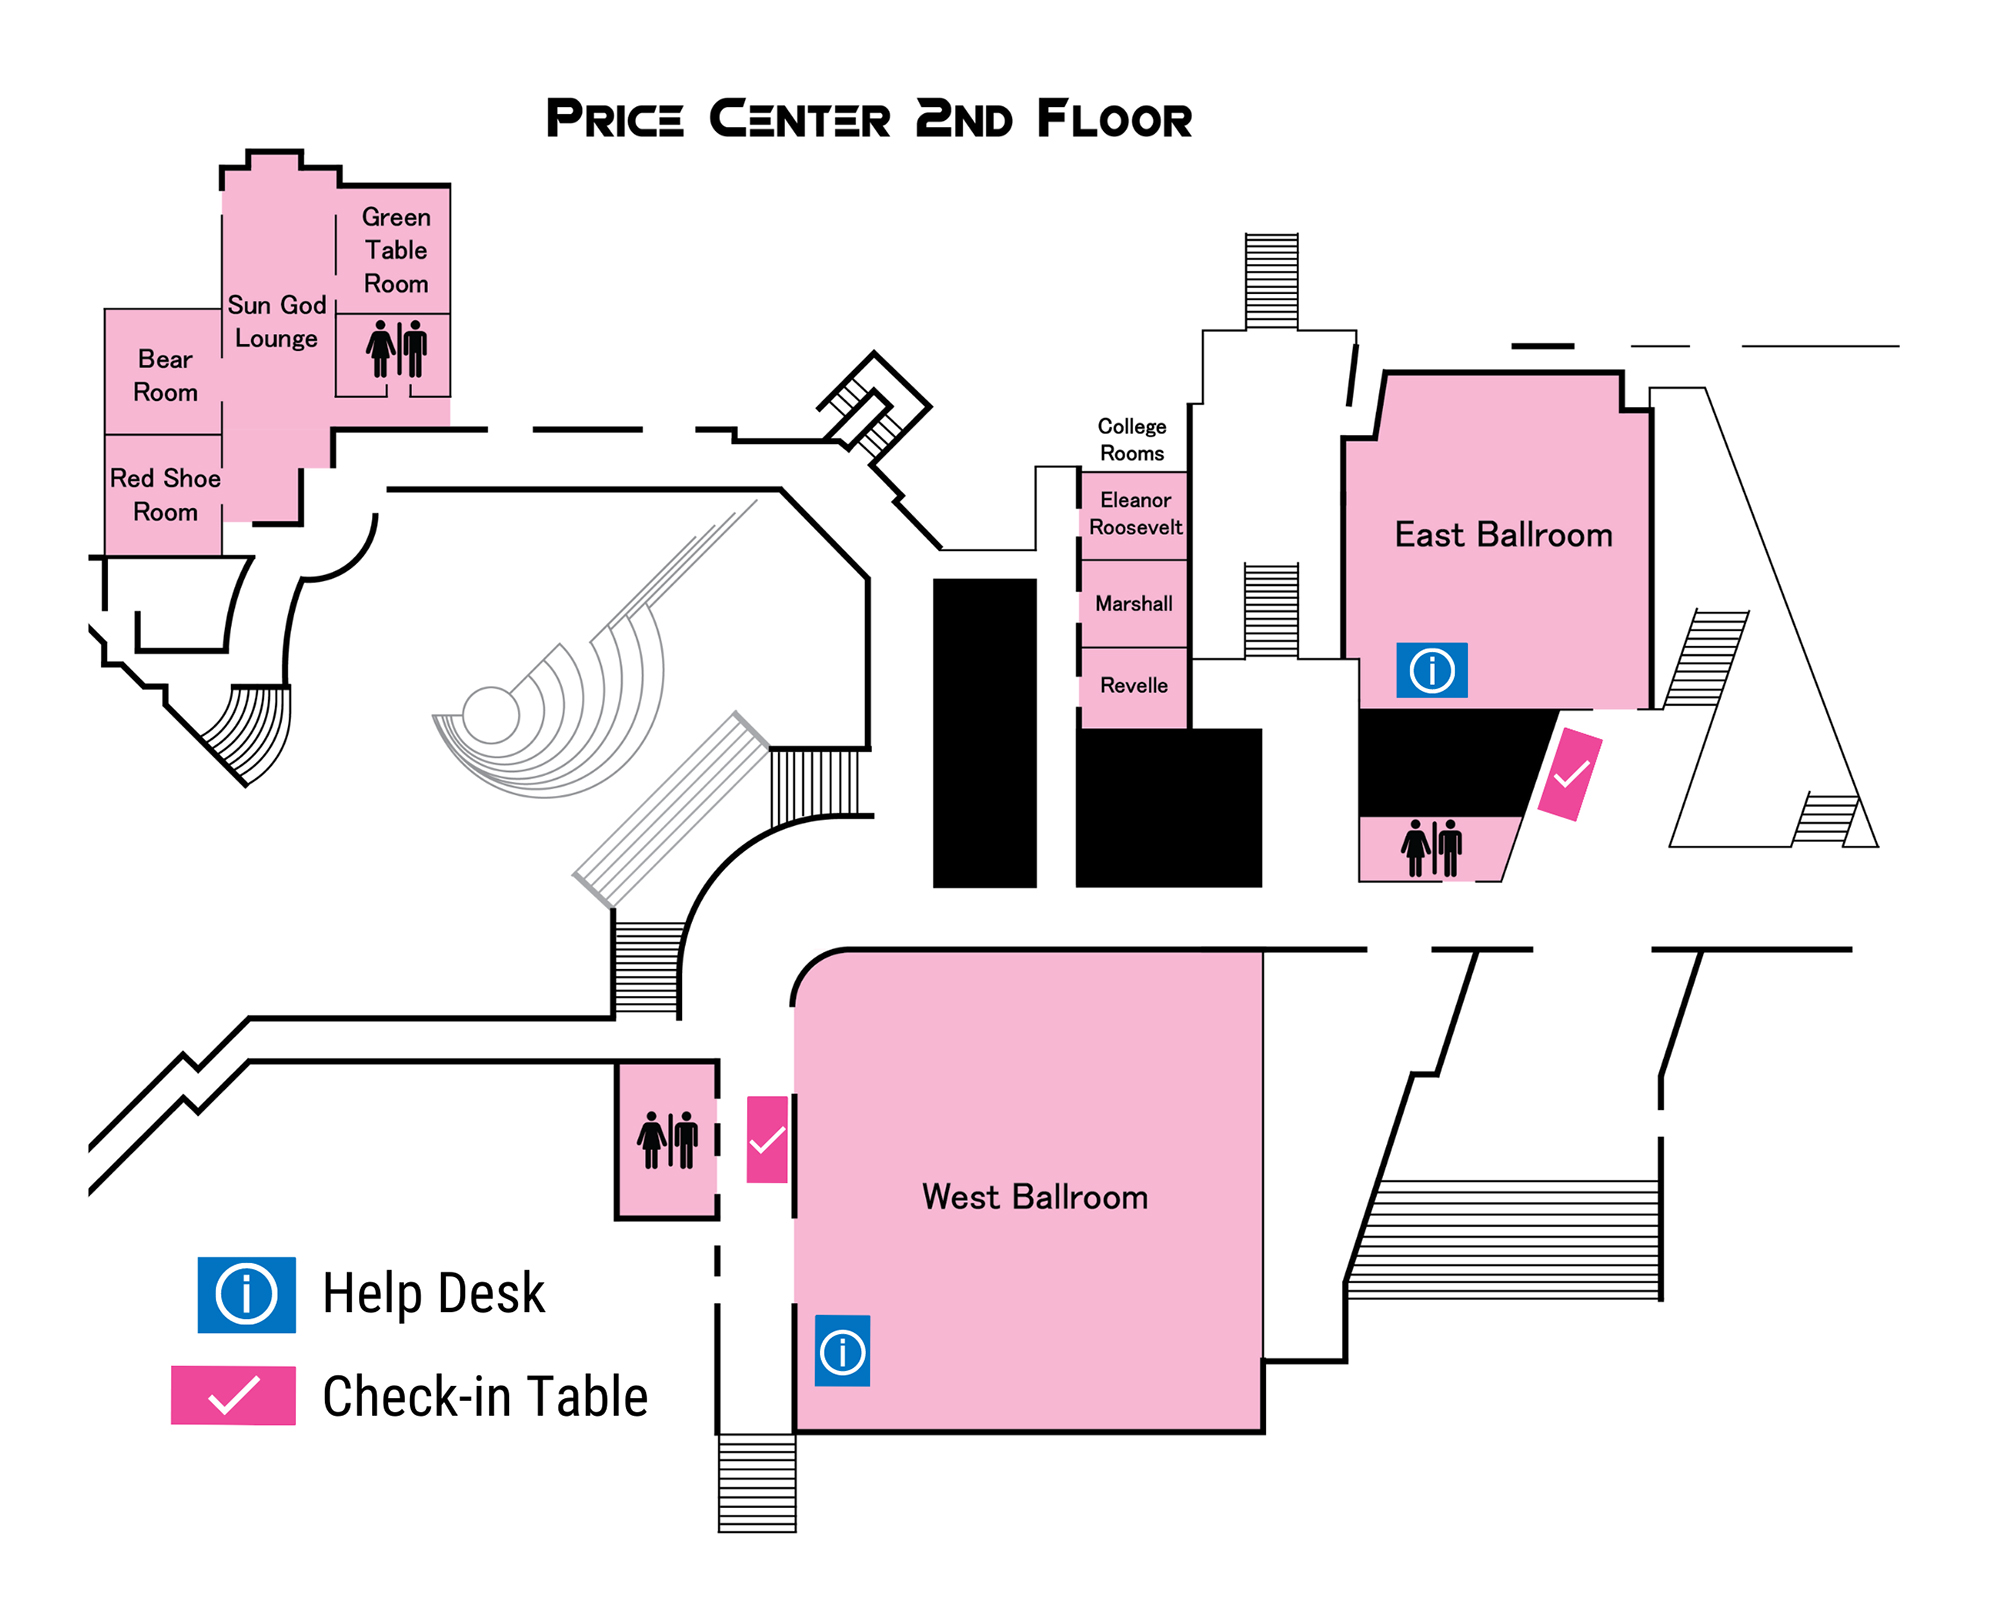 PRICE CENTER 2ND FLOOR
Green
Table
Room
Sun God
Lounge
Bear
Room
Red Shoe
Room
College
Rooms
Eleanor
Roosevelt
Marshall
Revelle
East Ballroom
West Ballroom
Help Desk
Check-in Table